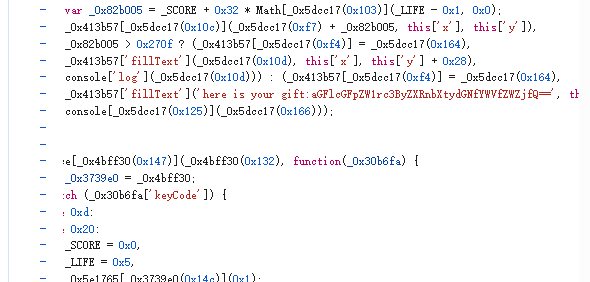 - var _0x82b005 = _SCORE + 0x32 * Math[_0x5dcc17(0x103)](_LIFE - 0x1, 0x0);
- _0x413b57[_0x5dcc17(0x10c)](_0x5dcc17(0xf7) + _0x82b005, this['x'], this['y']),
- _0x82b005 > 0x270f ? (_0x413b57[_0x5dcc17(0xf4)] = _0x5dcc17(0x164),
- _0x413b57['fillText'](_0x5dcc17(0x10d), this['x'], this['y'] + 0x28),
- console['log'](_0x5dcc17(0x10d))) : (_0x413b57[_0x5dcc17(0xf4)] = _0x5dcc17(0x164),
- _0x413b57['fillText']('here is your gift:aGFlcGFpZW1rc3ByZXRnbXtydGNfYWVfZWZjfQ==', th
- console[_0x5dcc17(0x125)](_0x5dcc17(0x166)));
-
-
- e[_0x4bff30(0x147)](_0x4bff30(0x132), function(_0x30b6fa) {
- _0x3739e0 = _0x4bff30;
- ch (_0x30b6fa['keyCode']) {
- 0xd:
- 0x20:
- _SCORE = 0x0,
- _LIFE = 0x5,
- _0x5e1765[_0x3739e0(0x14c)](0x1);